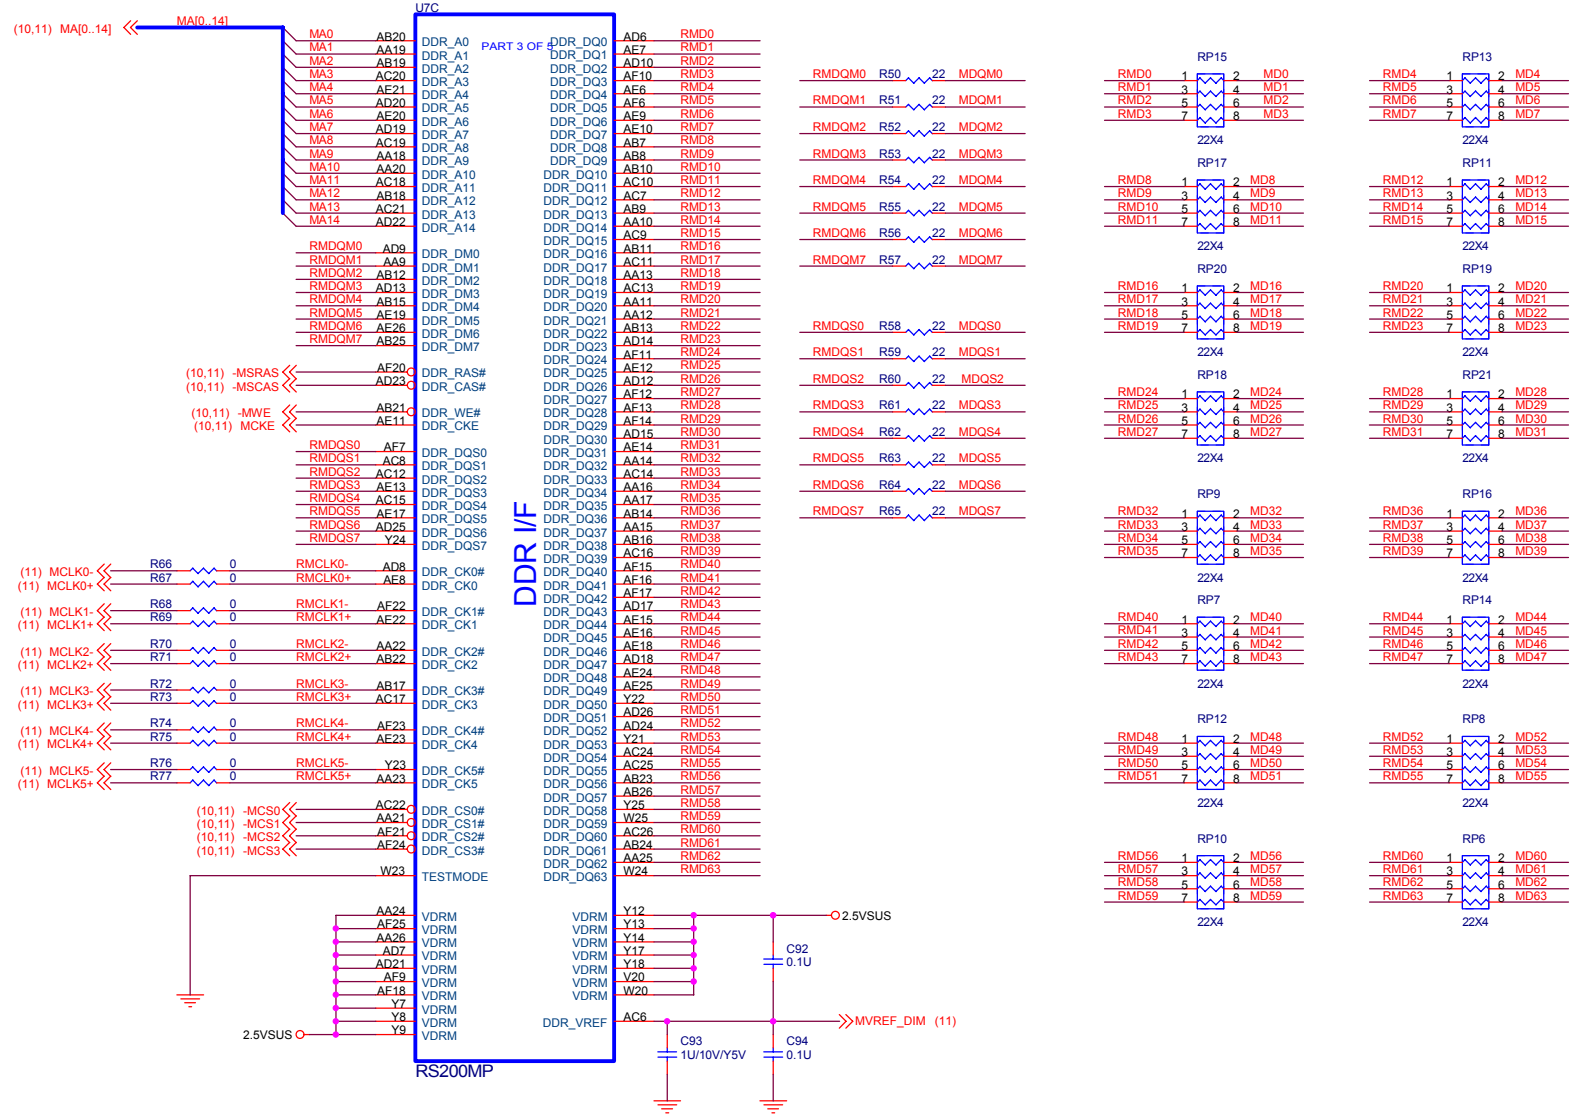 U7C
(10,11) MA[0..14] MA[0..14]
PART 3 OF 5
MA0 AB20 DDR_A0
MA1 AA19 DDR_A1
MA2 AB19 DDR_A2
MA3 AC20 DDR_A3
MA4 AE21 DDR_A4
MA5 AD20 DDR_A5
MA6 AE20 DDR_A6
MA7 AD19 DDR_A7
MA8 AC19 DDR_A8
MA9 AA18 DDR_A9
MA10 AA20 DDR_A10
MA11 AC18 DDR_A11
MA12 AB18 DDR_A12
MA13 AC21 DDR_A13
MA14 AD22 DDR_A14
RMDQM0 AD9 DDR_DM0
RMDQM1 AA9 DDR_DM1
RMDQM2 AB12 DDR_DM2
RMDQM3 AD13 DDR_DM3
RMDQM4 AB15 DDR_DM4
RMDQM5 AE19 DDR_DM5
RMDQM6 AE26 DDR_DM6
RMDQM7 AB25 DDR_DM7
(10,11) -MSRAS AF20 DDR_RAS#
(10,11) -MSCAS AD23 DDR_CAS#
(10,11) -MWE AB21 DDR_WE#
(10,11) MCKE AE11 DDR_CKE
RMDQS0 AF7 DDR_DQS0
RMDQS1 AC8 DDR_DQS1
RMDQS2 AC12 DDR_DQS2
RMDQS3 AE13 DDR_DQS3
RMDQS4 AC15 DDR_DQS4
RMDQS5 AE17 DDR_DQS5
RMDQS6 AD25 DDR_DQS6
RMDQS7 Y24 DDR_DQS7
(11) MCLK0- R66 0 RMCLK0- AD8 DDR_CK0#
(11) MCLK0+ R67 0 RMCLK0+ AE8 DDR_CK0
(11) MCLK1- R68 0 RMCLK1- AF22 DDR_CK1#
(11) MCLK1+ R69 0 RMCLK1+ AE22 DDR_CK1
(11) MCLK2- R70 0 RMCLK2- AA22 DDR_CK2#
(11) MCLK2+ R71 0 RMCLK2+ AB22 DDR_CK2
(11) MCLK3- R72 0 RMCLK3- AB17 DDR_CK3#
(11) MCLK3+ R73 0 RMCLK3+ AC17 DDR_CK3
(11) MCLK4- R74 0 RMCLK4- AF23 DDR_CK4#
(11) MCLK4+ R75 0 RMCLK4+ AE23 DDR_CK4
(11) MCLK5- R76 0 RMCLK5- Y23 DDR_CK5#
(11) MCLK5+ R77 0 RMCLK5+ AA23 DDR_CK5
(10,11) -MCS0 AC22 DDR_CS0#
(10,11) -MCS1 AA21 DDR_CS1#
(10,11) -MCS2 AF21 DDR_CS2#
(10,11) -MCS3 AF24 DDR_CS3#
W23 TESTMODE
AA24 VDRM
AF25 VDRM
AA26 VDRM
AD7 VDRM
AD21 VDRM
AF9 VDRM
AF18 VDRM
Y7 VDRM
Y8 VDRM
2.5VSUS Y9 VDRM
DDR I/F
RS200MP
DDR_DQ0 AD6 RMD0
DDR_DQ1 AE7 RMD1
DDR_DQ2 AD10 RMD2
DDR_DQ3 AF10 RMD3
DDR_DQ4 AE6 RMD4
DDR_DQ5 AF6 RMD5
DDR_DQ6 AE9 RMD6
DDR_DQ7 AE10 RMD7
DDR_DQ8 AB7 RMD8
DDR_DQ9 AB8 RMD9
DDR_DQ10 AB10 RMD10
DDR_DQ11 AC10 RMD11
DDR_DQ12 AC7 RMD12
DDR_DQ13 AB9 RMD13
DDR_DQ14 AA10 RMD14
DDR_DQ15 AC9 RMD15
DDR_DQ16 AB11 RMD16
DDR_DQ17 AC11 RMD17
DDR_DQ18 AA13 RMD18
DDR_DQ19 AC13 RMD19
DDR_DQ20 AA11 RMD20
DDR_DQ21 AA12 RMD21
DDR_DQ22 AB13 RMD22
DDR_DQ23 AD14 RMD23
DDR_DQ24 AF11 RMD24
DDR_DQ25 AE12 RMD25
DDR_DQ26 AD12 RMD26
DDR_DQ27 AF12 RMD27
DDR_DQ28 AF13 RMD28
DDR_DQ29 AF14 RMD29
DDR_DQ30 AD15 RMD30
DDR_DQ31 AE14 RMD31
DDR_DQ32 AA14 RMD32
DDR_DQ33 AC14 RMD33
DDR_DQ34 AA16 RMD34
DDR_DQ35 AA17 RMD35
DDR_DQ36 AB14 RMD36
DDR_DQ37 AA15 RMD37
DDR_DQ38 AB16 RMD38
DDR_DQ39 AC16 RMD39
DDR_DQ40 AF15 RMD40
DDR_DQ41 AF16 RMD41
DDR_DQ42 AF17 RMD42
DDR_DQ43 AD17 RMD43
DDR_DQ44 AE15 RMD44
DDR_DQ45 AE16 RMD45
DDR_DQ46 AE18 RMD46
DDR_DQ47 AD18 RMD47
DDR_DQ48 AE24 RMD48
DDR_DQ49 AE25 RMD49
DDR_DQ50 Y22 RMD50
DDR_DQ51 AD26 RMD51
DDR_DQ52 AD24 RMD52
DDR_DQ53 Y21 RMD53
DDR_DQ54 AC24 RMD54
DDR_DQ55 AC25 RMD55
DDR_DQ56 AB23 RMD56
DDR_DQ57 AB26 RMD57
DDR_DQ58 Y25 RMD58
DDR_DQ59 W25 RMD59
DDR_DQ60 AC26 RMD60
DDR_DQ61 AB24 RMD61
DDR_DQ62 AA25 RMD62
DDR_DQ63 W24 RMD63
VDRM Y12 2.5VSUS
VDRM Y13
VDRM Y14
VDRM Y17
VDRM Y18
VDRM V20
VDRM W20
C92
0.1U
DDR_VREF AC6 MVREF_DIM (11)
C93
1U/10V/Y5V
C94
0.1U
RMDQM0 R50 22 MDQM0
RMDQM1 R51 22 MDQM1
RMDQM2 R52 22 MDQM2
RMDQM3 R53 22 MDQM3
RMDQM4 R54 22 MDQM4
RMDQM5 R55 22 MDQM5
RMDQM6 R56 22 MDQM6
RMDQM7 R57 22 MDQM7
RMDQS0 R58 22 MDQS0
RMDQS1 R59 22 MDQS1
RMDQS2 R60 22 MDQS2
RMDQS3 R61 22 MDQS3
RMDQS4 R62 22 MDQS4
RMDQS5 R63 22 MDQS5
RMDQS6 R64 22 MDQS6
RMDQS7 R65 22 MDQS7
RP15
RMD0 1 2 MD0
RMD1 3 4 MD1
RMD2 5 6 MD2
RMD3 7 8 MD3
22X4
RP17
RMD8 1 2 MD8
RMD9 3 4 MD9
RMD10 5 6 MD10
RMD11 7 8 MD11
22X4
RP20
RMD16 1 2 MD16
RMD17 3 4 MD17
RMD18 5 6 MD18
RMD19 7 8 MD19
22X4
RP18
RMD24 1 2 MD24
RMD25 3 4 MD25
RMD26 5 6 MD26
RMD27 7 8 MD27
22X4
RP9
RMD32 1 2 MD32
RMD33 3 4 MD33
RMD34 5 6 MD34
RMD35 7 8 MD35
22X4
RP7
RMD40 1 2 MD40
RMD41 3 4 MD41
RMD42 5 6 MD42
RMD43 7 8 MD43
22X4
RP12
RMD48 1 2 MD48
RMD49 3 4 MD49
RMD50 5 6 MD50
RMD51 7 8 MD51
22X4
RP10
RMD56 1 2 MD56
RMD57 3 4 MD57
RMD58 5 6 MD58
RMD59 7 8 MD59
22X4
RP13
RMD4 1 2 MD4
RMD5 3 4 MD5
RMD6 5 6 MD6
RMD7 7 8 MD7
22X4
RP11
RMD12 1 2 MD12
RMD13 3 4 MD13
RMD14 5 6 MD14
RMD15 7 8 MD15
22X4
RP19
RMD20 1 2 MD20
RMD21 3 4 MD21
RMD22 5 6 MD22
RMD23 7 8 MD23
22X4
RP21
RMD28 1 2 MD28
RMD29 3 4 MD29
RMD30 5 6 MD30
RMD31 7 8 MD31
22X4
RP16
RMD36 1 2 MD36
RMD37 3 4 MD37
RMD38 5 6 MD38
RMD39 7 8 MD39
22X4
RP14
RMD44 1 2 MD44
RMD45 3 4 MD45
RMD46 5 6 MD46
RMD47 7 8 MD47
22X4
RP8
RMD52 1 2 MD52
RMD53 3 4 MD53
RMD54 5 6 MD54
RMD55 7 8 MD55
22X4
RP6
RMD60 1 2 MD60
RMD61 3 4 MD61
RMD62 5 6 MD62
RMD63 7 8 MD63
22X4